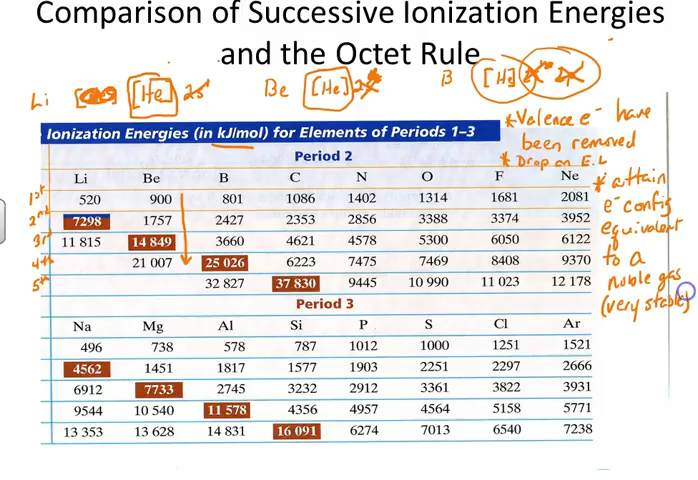 Comparison of Successive Ionization Energies
and the Octet Rule
Li [He] 2s¹ Be [He] 2s B [He]
Ionization Energies (in kJ/mol) for Elements of Periods 1–3
* Valence e⁻ have
been removed
* Drop an E.L
* attain
e⁻ config
equivalent
to a
noble gas
(very stable)
Period 2
Li Be B C N O F Ne
1st 520 900 801 1086 1402 1314 1681 2081
2nd 7298 1757 2427 2353 2856 3388 3374 3952
3rd 11 815 14 849 3660 4621 4578 5300 6050 6122
4th 21 007 25 026 6223 7475 7469 8408 9370
5th 32 827 37 830 9445 10 990 11 023 12 178
Period 3
Na Mg Al Si P S Cl Ar
496 738 578 787 1012 1000 1251 1521
4562 1451 1817 1577 1903 2251 2297 2666
6912 7733 2745 3232 2912 3361 3822 3931
9544 10 540 11 578 4356 4957 4564 5158 5771
13 353 13 628 14 831 16 091 6274 7013 6540 7238